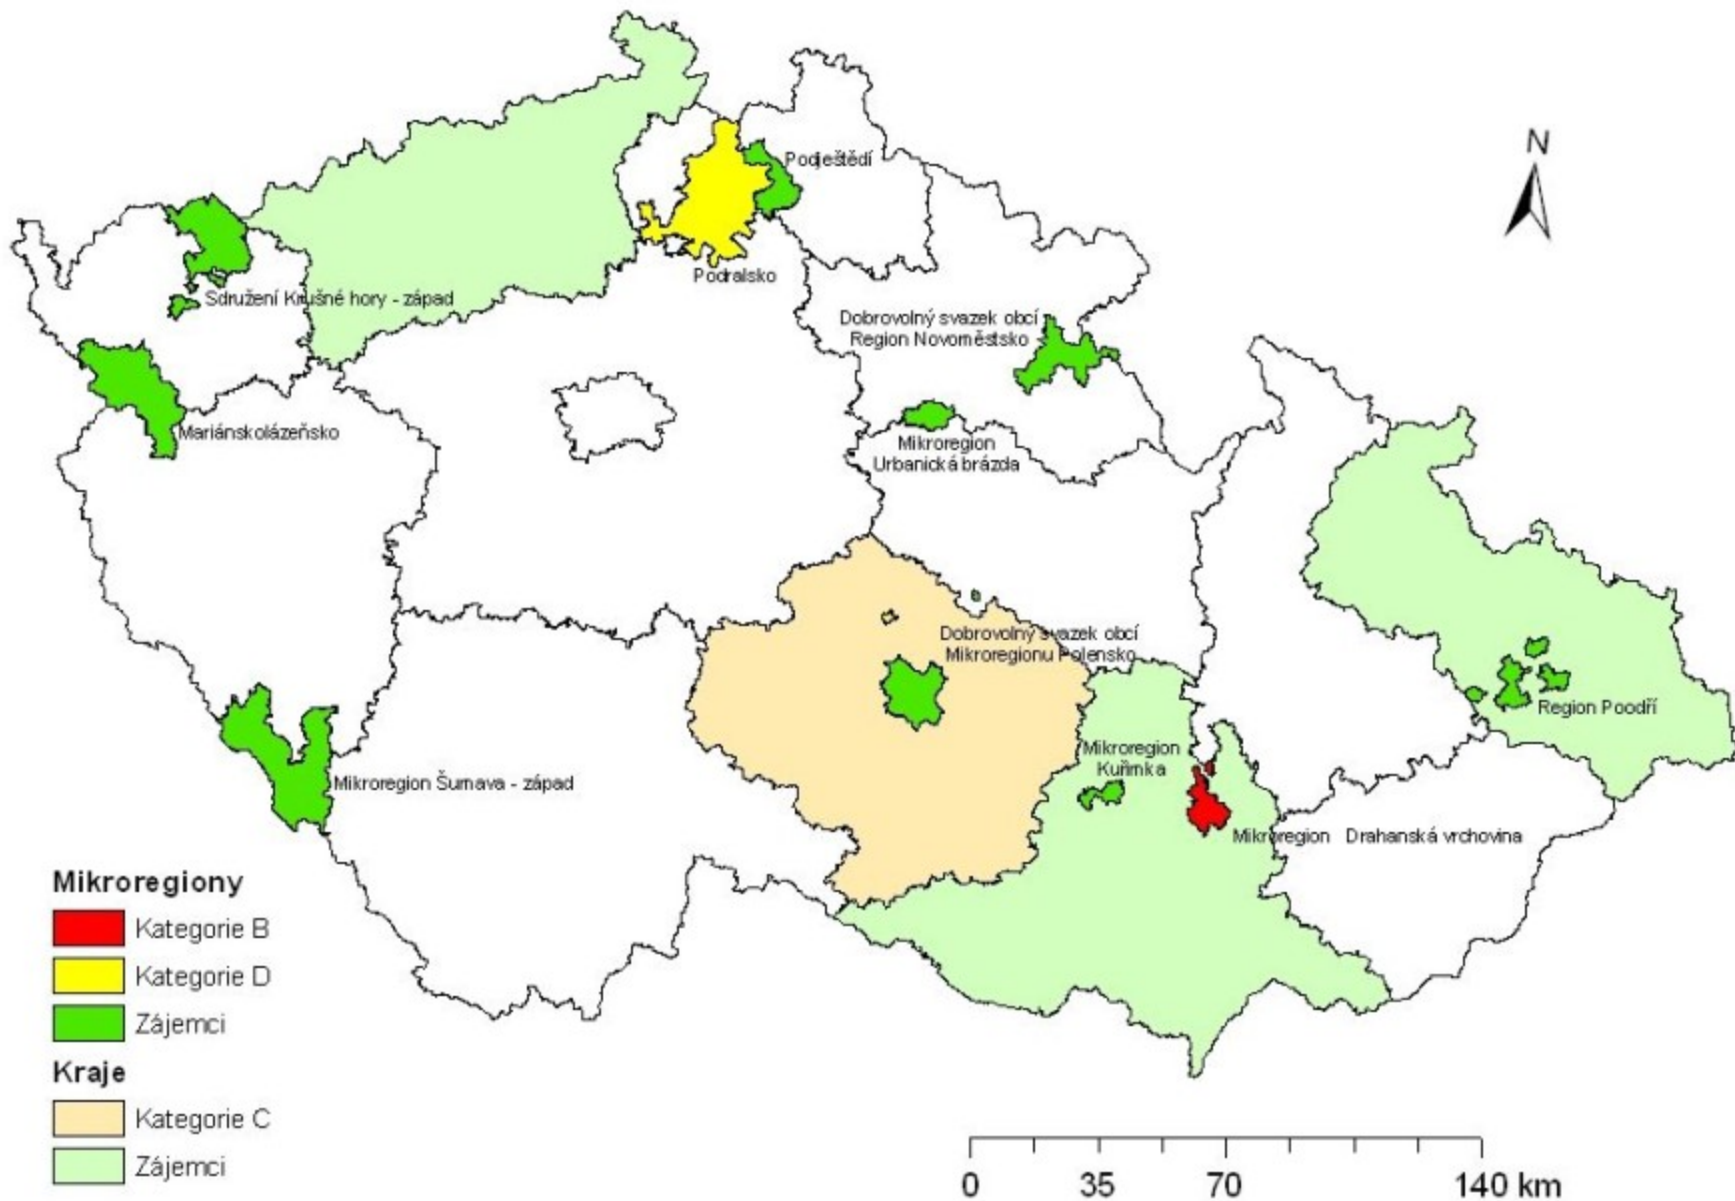 N
Podještědí
Podralsko
Sdružení Krušné hory - západ
Dobrovolný svazek obcí
Region Novoměstsko
Mariánskolázeňsko
Mikroregion
Urbanická brázda
Dobrovolný svazek obcí
Mikroregionu Polensko
Region Poodří
Mikroregion
Kuřimka
Mikroregion Šumava - západ
Mikroregion Drahanská vrchovina
Mikroregiony
Kategorie B
Kategorie D
Zájemci
Kraje
Kategorie C
Zájemci
0 35 70 140 km